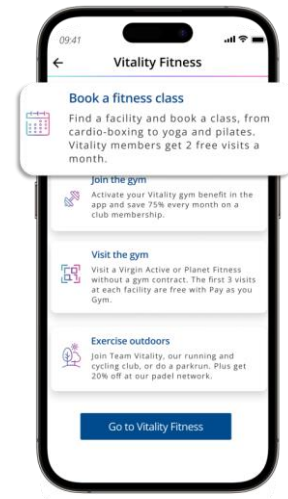 09:41
Vitality Fitness
Book a fitness class
Find a facility and book a class, from
cardio-boxing to yoga and pilates.
Vitality members get 2 free visits a
month.
Join the gym
Activate your Vitality gym benefit in the
app and save 75% every month on a
club membership.
Visit the gym
Visit a Virgin Active or Planet Fitness
without a gym contract. The first 3 visits
at each facility are free with Pay as you
Gym.
Exercise outdoors
Join Team Vitality, our running and
cycling club, or do a parkrun. Plus get
20% off at our padel network.
Go to Vitality Fitness